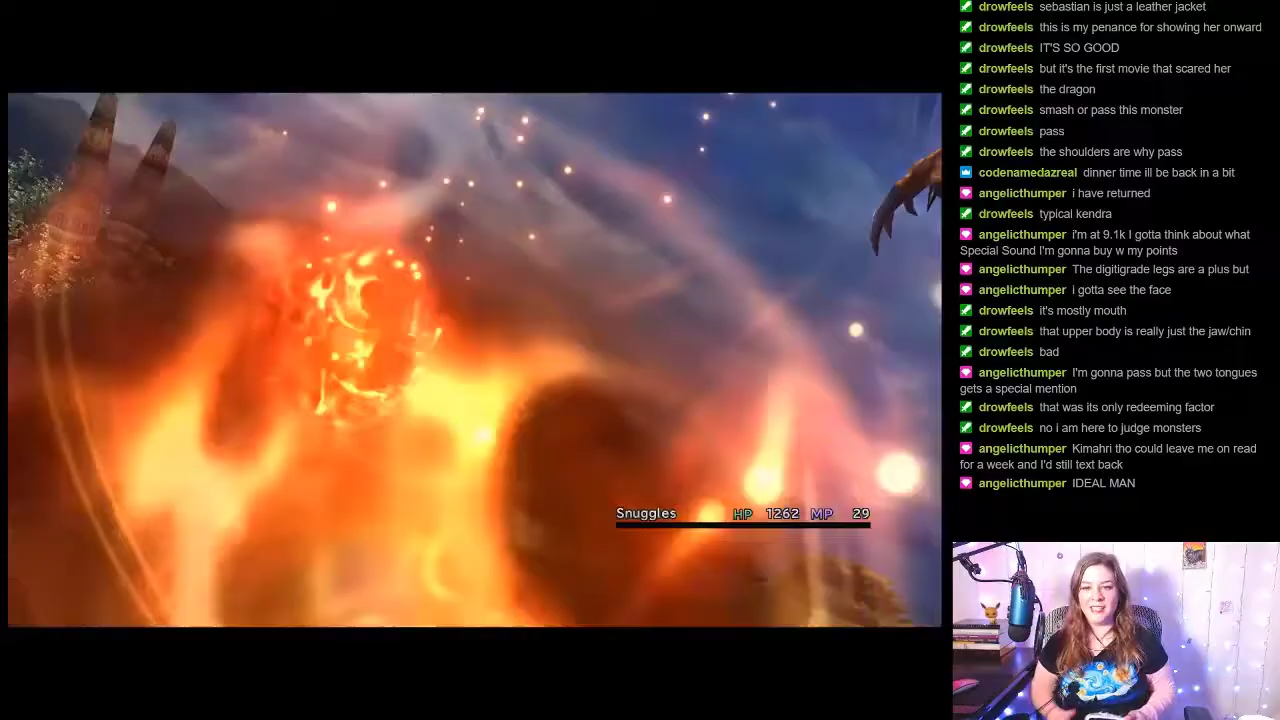 drowfeels sebastian is just a leather jacket
drowfeels this is my penance for showing her onward
drowfeels IT'S SO GOOD
drowfeels but it's the first movie that scared her
drowfeels the dragon
drowfeels smash or pass this monster
drowfeels pass
drowfeels the shoulders are why pass
codenamedazreal dinner time ill be back in a bit
angelicthumper i have returned
drowfeels typical kendra
angelicthumper i'm at 9.1k I gotta think about what
Special Sound I'm gonna buy w my points
angelicthumper The digitigrade legs are a plus but
angelicthumper i gotta see the face
drowfeels it's mostly mouth
drowfeels that upper body is really just the jaw/chin
drowfeels bad
angelicthumper I'm gonna pass but the two tongues
gets a special mention
drowfeels that was its only redeeming factor
drowfeels no i am here to judge monsters
angelicthumper Kimahri tho could leave me on read
for a week and I'd still text back
angelicthumper IDEAL MAN
Snuggles HP 1262 MP 29